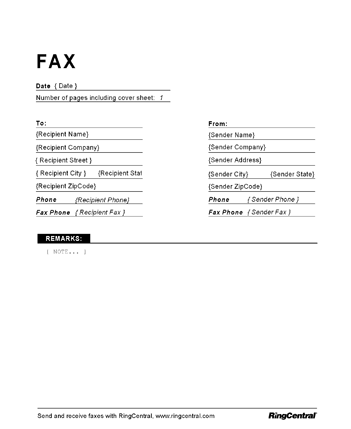 FAX
Date { Date }
Number of pages including cover sheet: 1
To:
{Recipient Name}
{Recipient Company}
{ Recipient Street }
{ Recipient City } {Recipient Stat
{Recipient ZipCode}
Phone {Recipient Phone}
Fax Phone { Recipient Fax }
From:
{Sender Name}
{Sender Company}
{Sender Address}
{Sender City} {Sender State}
{Sender ZipCode}
Phone { Sender Phone }
Fax Phone { Sender Fax }
REMARKS:
{ NOTE... }
Send and receive faxes with RingCentral, www.ringcentral.com
RingCentral